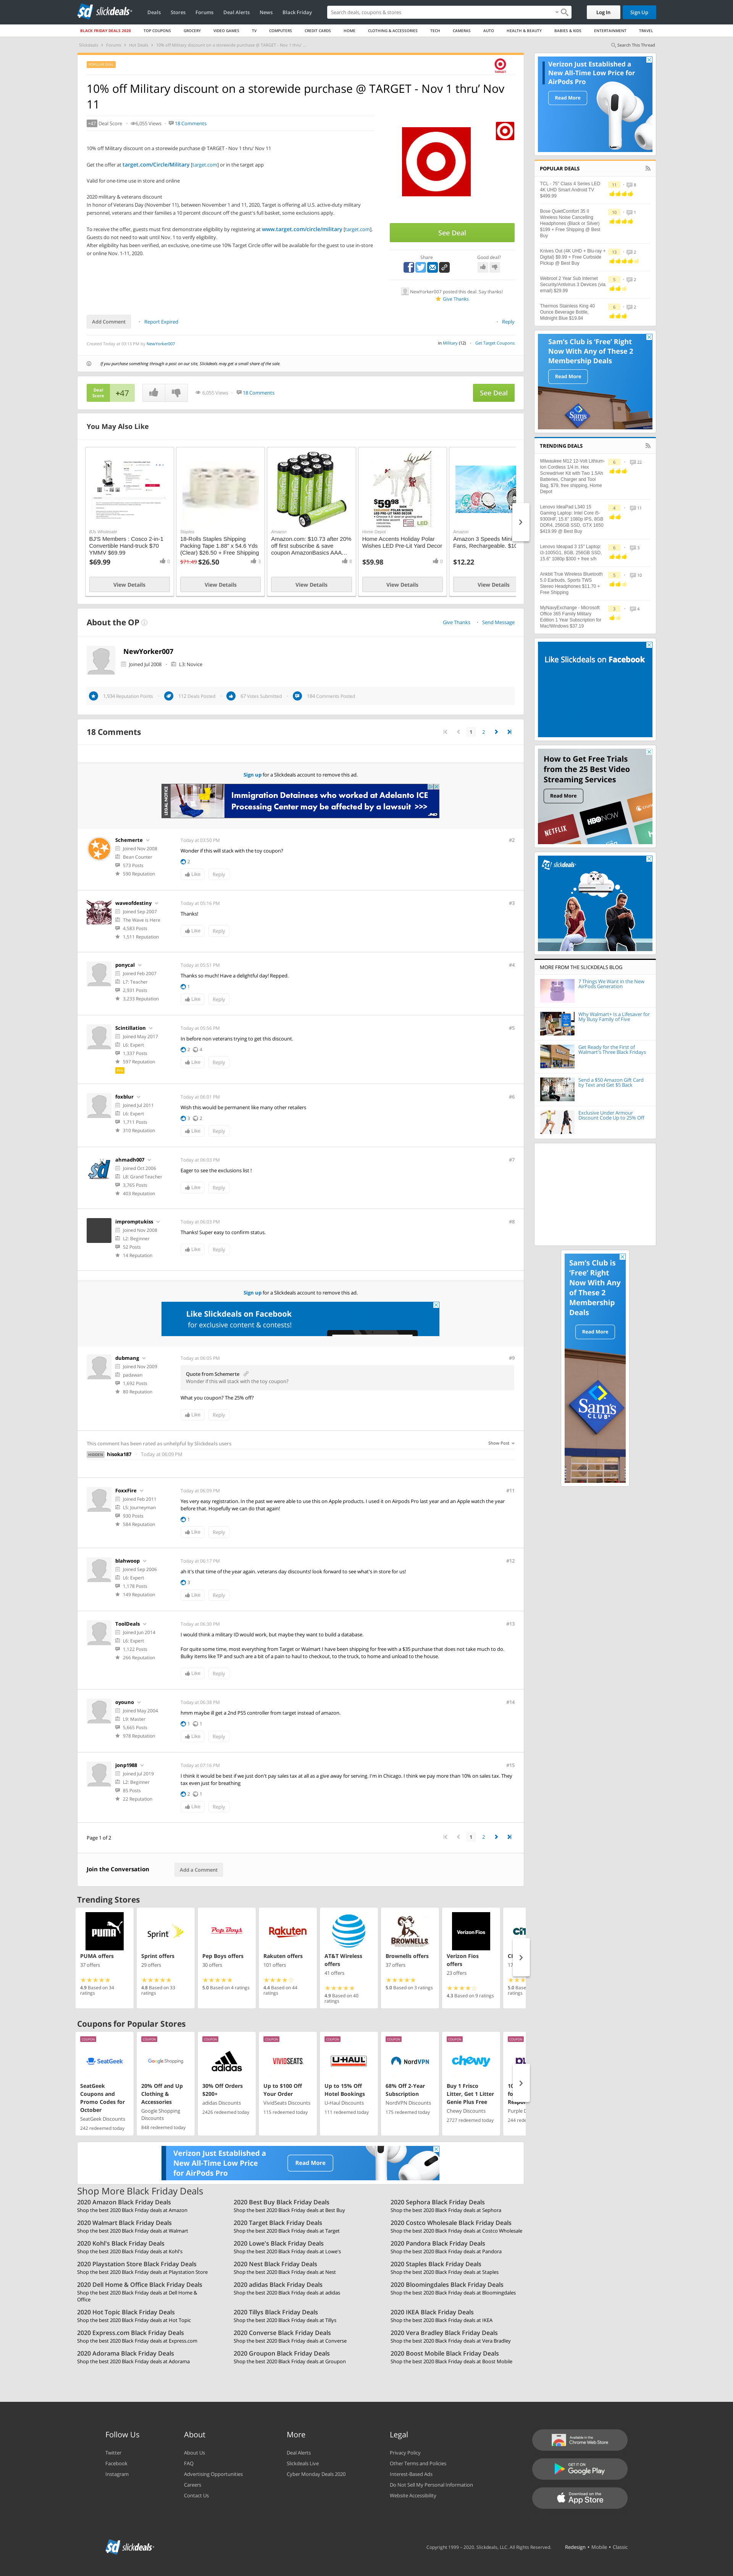 slickdeals
Deals Stores Forums Deal Alerts News Black Friday
Search deals, coupons & stores
Log In Sign Up
BLACK FRIDAY DEALS 2020 TOP COUPONS GROCERY VIDEO GAMES TV COMPUTERS CREDIT CARDS HOME CLOTHING & ACCESSORIES TECH CAMERAS AUTO HEALTH & BEAUTY BABIES & KIDS ENTERTAINMENT TRAVEL
Slickdeals Forums Hot Deals 10% off Military discount on a storewide purchase @ TARGET - Nov 1 thru'
Search This Thread
10% off Military discount on a storewide purchase @ TARGET - Nov 1 thru' Nov
11
+47 Deal Score 6,055 Views 18 Comments
10% off Military discount on a storewide purchase @ TARGET - Nov 1 thru' Nov 11
Get the offer at target.com/Circle/Military [target.com] or in the target app
Valid for one-time use in store and online
2020 military & veterans discount
In honor of Veterans Day (November 11), between November 1 and 11, 2020, Target is offering all U.S. active-duty military
personnel, veterans and their families a 10 percent discount off the guest's full basket, some exclusions apply.
To receive the offer, guests must first demonstrate eligibility by registering at www.target.com/circle/military [target.com].
Guests do not need to wait until Nov. 1 to verify eligibility.
After eligibility has been verified, an exclusive, one-time use 10% Target Circle offer will be available for the guest to use in-store
or online Nov. 1-11, 2020.
See Deal
Share Good deal?
NewYorker007 posted this deal. Say thanks!
Give Thanks
Add Comment Report Expired Reply
Created Today at 03:13 PM by NewYorker007
in Military (12) Get Target Coupons
If you purchase something through a post on our site, Slickdeals may get a small share of the sale.
Deal
Score
+47 6,055 Views 18 Comments See Deal
You May Also Like
BJs Wholesale
BJ'S Members : Cosco 2-in-1
Convertible Hand-truck $70
YMMV $69.99
$69.99
View Details
Staples
18-Rolls Staples Shipping
Packing Tape 1.88" x 54.6 Yds
(Clear) $26.50 + Free Shipping
$71.49 $26.50
View Details
Amazon
Amazon.com: $10.73 after 20%
off first subscribe & save
coupon AmazonBasics AAA...
View Details
$59.98
LED
Home Depot
Home Accents Holiday Polar
Wishes LED Pre-Lit Yard Decor
$59.98
View Details
Amazon
Amazon 3 Speeds Mini
Fans, Rechargeable. $10
$12.22
View Details
About the OP
Give Thanks Send Message
NewYorker007
Joined Jul 2008 L3: Novice
1,934 Reputation Points 112 Deals Posted 67 Votes Submitted 184 Comments Posted
18 Comments
1 2
Sign up for a Slickdeals account to remove this ad.
LEGAL NOTICE
Immigration Detainees who worked at Adelanto ICE
Processing Center may be affected by a lawsuit >>>
Schemerte
Joined Nov 2008
Bean Counter
573 Posts
590 Reputation
Today at 03:50 PM #2
Wonder if this will stack with the toy coupon?
2
Like Reply
waveofdestiny
Joined Sep 2007
The Wave is Here
4,583 Posts
1,511 Reputation
Today at 05:16 PM #3
Thanks!
Like Reply
ponycal
Joined Feb 2007
L7: Teacher
2,931 Posts
3,233 Reputation
Today at 05:51 PM #4
Thanks so much! Have a delightful day! Repped.
1
Like Reply
Scintillation
Joined May 2017
L6: Expert
1,337 Posts
597 Reputation
Today at 05:56 PM #5
In before non veterans trying to get this discount.
2 4
Like Reply
foxblur
Joined Jul 2011
L6: Expert
1,711 Posts
310 Reputation
Today at 06:01 PM #6
Wish this would be permanent like many other retailers
3 2
Like Reply
ahmadh007
Joined Oct 2006
L8: Grand Teacher
3,765 Posts
403 Reputation
Today at 06:03 PM #7
Eager to see the exclusions list !
Like Reply
impromptukiss
Joined Nov 2008
L2: Beginner
52 Posts
14 Reputation
Today at 06:03 PM #8
Thanks! Super easy to confirm status.
Like Reply
Sign up for a Slickdeals account to remove this ad.
Like Slickdeals on Facebook
for exclusive content & contests!
dubmang
Joined Nov 2009
padawan
1,692 Posts
80 Reputation
Today at 06:05 PM #9
Quote from Schemerte
Wonder if this will stack with the toy coupon?
What you coupon? The 25% off?
Like Reply
This comment has been rated as unhelpful by Slickdeals users
Show Post
hisoka187 Today at 06:09 PM
FoxxFire
Joined Feb 2011
L5: Journeyman
930 Posts
584 Reputation
Today at 06:09 PM #11
Yes very easy registration. In the past we were able to use this on Apple products. I used it on Airpods Pro last year and an Apple watch the year
before that. Hopefully we can do that again!
1
Like Reply
blahwoop
Joined Sep 2006
L6: Expert
1,178 Posts
149 Reputation
Today at 06:17 PM #12
ah it's that time of the year again. veterans day discounts! look forward to see what's in store for us!
3
Like Reply
ToolDeals
Joined Jun 2014
L6: Expert
1,122 Posts
266 Reputation
Today at 06:30 PM #13
I would think a military ID would work, but maybe they want to build a database.
For quite some time, most everything from Target or Walmart I have been shipping for free with a $35 purchase that does not take much to do.
Bulky items like TP and such are a bit of a pain to haul to checkout, to the truck, to home and unload to the house.
Like Reply
oyouno
Joined May 2004
L9: Master
5,665 Posts
978 Reputation
Today at 06:38 PM #14
hmm maybe ill get a 2nd PS5 controller from target instead of amazon.
1 1
Like Reply
jonp1988
Joined Jul 2019
L2: Beginner
85 Posts
22 Reputation
Today at 07:16 PM #15
I think it would be best if we just don't pay sales tax at all as a give away for serving. I'm in Chicago. I think we pay more than 10% on sales tax. They
tax even just for breathing
2 1
Like Reply
Page 1 of 2
1 2
Join the Conversation Add a Comment
Trending Stores
PUMA
PUMA offers
37 offers
4.5 Based on 34
ratings
Sprint
Sprint offers
29 offers
4.8 Based on 33
ratings
Pep Boys
Pep Boys offers
30 offers
5.0 Based on 4 ratings
Rakuten
Rakuten offers
101 offers
4.4 Based on 44
ratings
AT&T Wireless
offers
41 offers
4.9 Based on 40
ratings
BROWNELLS
Brownells offers
37 offers
5.0 Based on 3 ratings
Verizon Fios
Verizon Fios
offers
23 offers
4.3 Based on 9 ratings
Coupons for Popular Stores
COUPON
SeatGeek
SeatGeek
Coupons and
Promo Codes for
October
SeatGeek Discounts
242 redeemed today
COUPON
Google Shopping
20% Off and Up
Clothing &
Accessories
Google Shopping
Discounts
848 redeemed today
COUPON
adidas
30% Off Orders
$200+
adidas Discounts
2426 redeemed today
COUPON
VIVIDSEATS
Up to $100 Off
Your Order
VividSeats Discounts
115 redeemed today
COUPON
U-HAUL
Up to 15% Off
Hotel Bookings
U-Haul Discounts
111 redeemed today
COUPON
NordVPN
68% Off 2-Year
Subscription
NordVPN Discounts
175 redeemed today
COUPON
chewy
Buy 1 Frisco
Litter, Get 1 Litter
Genie Plus Free
Chewy Discounts
2727 redeemed today
COUPON
Verizon Just Established a
New All-Time Low Price
for AirPods Pro
Read More
Shop More Black Friday Deals
2020 Amazon Black Friday Deals
Shop the best 2020 Black Friday deals at Amazon
2020 Best Buy Black Friday Deals
Shop the best 2020 Black Friday deals at Best Buy
2020 Sephora Black Friday Deals
Shop the best 2020 Black Friday deals at Sephora
2020 Walmart Black Friday Deals
Shop the best 2020 Black Friday deals at Walmart
2020 Target Black Friday Deals
Shop the best 2020 Black Friday deals at Target
2020 Costco Wholesale Black Friday Deals
Shop the best 2020 Black Friday deals at Costco Wholesale
2020 Kohl's Black Friday Deals
Shop the best 2020 Black Friday deals at Kohl's
2020 Lowe's Black Friday Deals
Shop the best 2020 Black Friday deals at Lowe's
2020 Pandora Black Friday Deals
Shop the best 2020 Black Friday deals at Pandora
2020 Playstation Store Black Friday Deals
Shop the best 2020 Black Friday deals at Playstation Store
2020 Nest Black Friday Deals
Shop the best 2020 Black Friday deals at Nest
2020 Staples Black Friday Deals
Shop the best 2020 Black Friday deals at Staples
2020 Dell Home & Office Black Friday Deals
Shop the best 2020 Black Friday deals at Dell Home &
Office
2020 adidas Black Friday Deals
Shop the best 2020 Black Friday deals at adidas
2020 Bloomingdales Black Friday Deals
Shop the best 2020 Black Friday deals at Bloomingdales
2020 Hot Topic Black Friday Deals
Shop the best 2020 Black Friday deals at Hot Topic
2020 Tillys Black Friday Deals
Shop the best 2020 Black Friday deals at Tillys
2020 IKEA Black Friday Deals
Shop the best 2020 Black Friday deals at IKEA
2020 Express.com Black Friday Deals
Shop the best 2020 Black Friday deals at Express.com
2020 Converse Black Friday Deals
Shop the best 2020 Black Friday deals at Converse
2020 Vera Bradley Black Friday Deals
Shop the best 2020 Black Friday deals at Vera Bradley
2020 Adorama Black Friday Deals
Shop the best 2020 Black Friday deals at Adorama
2020 Groupon Black Friday Deals
Shop the best 2020 Black Friday deals at Groupon
2020 Boost Mobile Black Friday Deals
Shop the best 2020 Black Friday deals at Boost Mobile
Verizon Just Established a
New All-Time Low Price for
AirPods Pro
Read More
POPULAR DEALS
TCL - 75" Class 4 Series LED
4K UHD Smart Android TV
$499.99
Bose QuietComfort 35 II
Wireless Noise Cancelling
Headphones (Black or Silver)
$199 + Free Shipping @ Best
Buy
Knives Out (4K UHD + Blu-ray +
Digital) $9.99 + Free Curbside
Pickup @ Best Buy
Webroot 2 Year Sub Internet
Security/Antivirus 3 Devices (via
email) $29.99
Thermos Stainless King 40
Ounce Beverage Bottle,
Midnight Blue $19.84
Sam's Club is 'Free' Right
Now With Any of These 2
Membership Deals
Read More
Sam's
CLUB
TRENDING DEALS
Milwaukee M12 12-Volt Lithium-
Ion Cordless 1/4 in. Hex
Screwdriver Kit with Two 1.5Ah
Batteries, Charger and Tool
Bag, $79, free shipping, Home
Depot
Lenovo IdeaPad L340 15
Gaming Laptop: Intel Core i5-
9300HF, 15.6" 1080p IPS, 8GB
DDR4, 256GB SSD, GTX 1650
$419.99 @ Best Buy
Lenovo Ideapad 3 15" Laptop
i3-1005G1, 8GB, 256GB SSD,
15.6" 1080p $300 + free s/h
Ankbit True Wireless Bluetooth
5.0 Earbuds, Sports TWS
Stereo Headphones $11.70 +
Free Shipping
MyNavyExchange - Microsoft
Office 365 Family Military
Edition 1 Year Subscription for
Mac/Windows $37.19
Like Slickdeals on Facebook
How to Get Free Trials
from the 25 Best Video
Streaming Services
Read More
NETFLIX
HBO NOW
slickdeals
MORE FROM THE SLICKDEALS BLOG
7 Things We Want in the New
AirPods Generation
Why Walmart+ Is a Lifesaver for
My Busy Family of Five
Get Ready for the First of
Walmart's Three Black Fridays
Send a $50 Amazon Gift Card
by Text and Get $5 Back
Exclusive Under Armour
Discount Code Up to 25% Off
Sam's Club is
'Free' Right
Now With Any
of These 2
Membership
Deals
Read More
Sam's
CLUB
Follow Us
Twitter
Facebook
Instagram
About
About Us
FAQ
Advertising Opportunities
Careers
Contact Us
More
Deal Alerts
Slickdeals Live
Cyber Monday Deals 2020
Legal
Privacy Policy
Other Terms and Policies
Interest-Based Ads
Do Not Sell My Personal Information
Website Accessibility
Available in the
Chrome Web Store
GET IT ON
Google Play
Download on the
App Store
slickdeals
Copyright 1999 - 2020. Slickdeals, LLC. All Rights Reserved. Redesign • Mobile • Classic